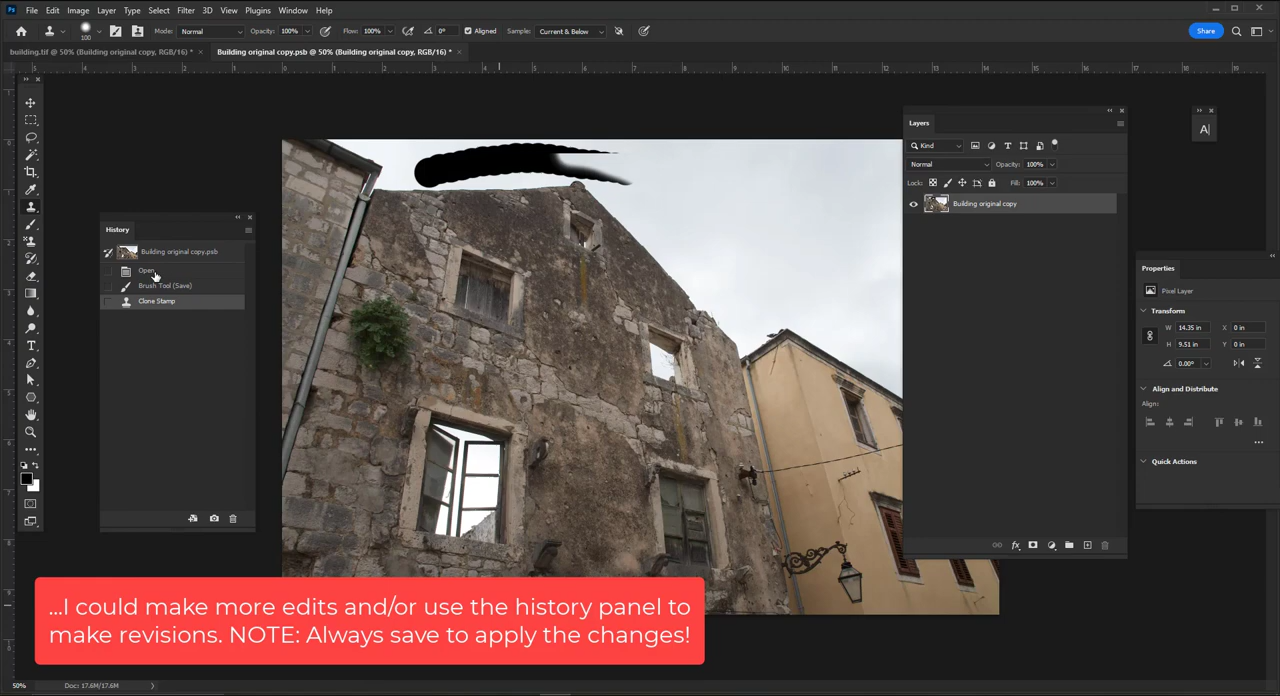 Ps File Edit Image Layer Type Select Filter 3D View Plugins Window Help
100 Mode: Normal Opacity: 100% Flow: 100% 0° Aligned Sample: Current & Below Share
building.tif @ 50% (Building original copy, RGB/16) * × Building original copy.psb @ 50% (Building original copy, RGB/16) * ×
Layers
Kind
Normal Opacity: 100%
Lock: Fill: 100%
Building original copy
A
History
Building original copy.psb
Open
Brush Tool (Save)
Clone Stamp
Properties
Pixel Layer
Transform
W 14.35 in X 0 in
H 9.51 in Y 0 in
0.00°
Align and Distribute
Align:
Quick Actions
...I could make more edits and/or use the history panel to
make revisions. NOTE: Always save to apply the changes!
50% Doc: 17.6M/17.6M